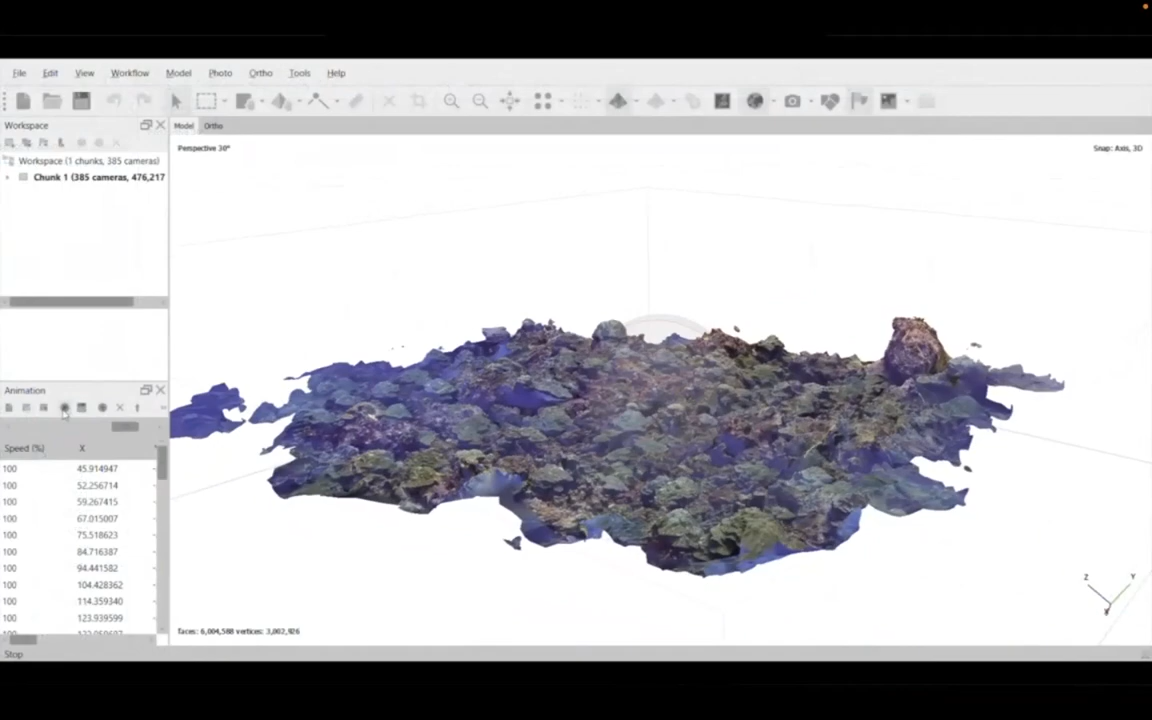 File Edit View Workflow Model Photo Ortho Tools Help
Workspace
Model Ortho
Perspective 30°
Snap: Axis, 3D
Workspace (1 chunks, 385 cameras)
Chunk 1 (385 cameras, 476,217
Animation
Speed (%) X
100 45.914947
100 52.256714
100 59.267415
100 67.015007
100 75.518623
100 84.716387
100 94.441582
100 104.428362
100 114.359340
100 123.939599
Z Y
faces: 6,004,588 vertices: 3,002,926
Stop